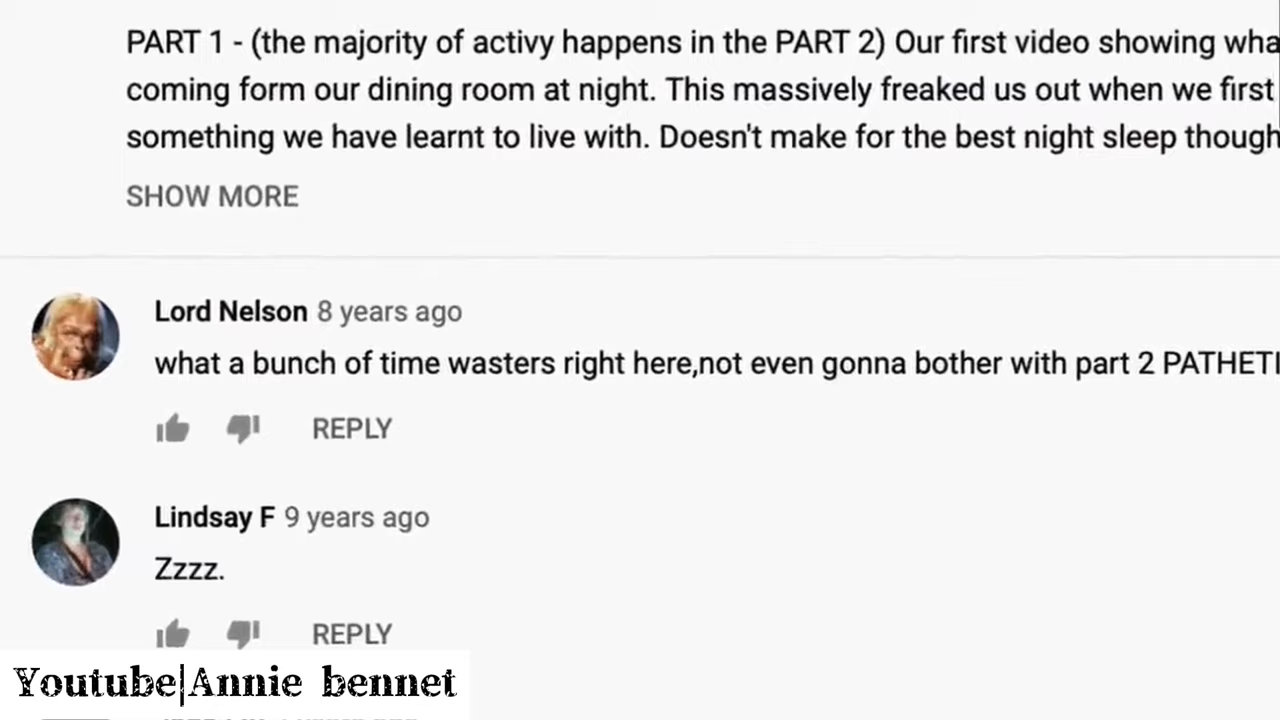 PART 1 - (the majority of activy happens in the PART 2) Our first video showing
coming form our dining room at night. This massively freaked us out when we first
something we have learnt to live with. Doesn't make for the best night sleep though
SHOW MORE
Lord Nelson 8 years ago
what a bunch of time wasters right here,not even gonna bother with part 2
REPLY
Lindsay F 9 years ago
Zzzz.
REPLY
Youtube|Annie bennet